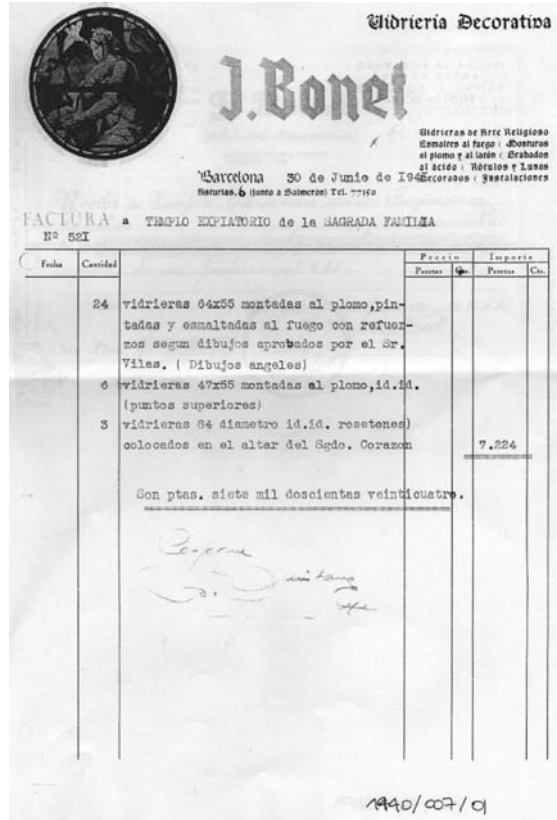 Vidrieria Decorativa
J. Bonet
Vidrieras de Arte Religioso
Esmaltes al fuego : Monturas
al plomo y al latón : Grabados
al ácido : Rótulos y Lunas
Decorados : Instalaciones
Barcelona 30 de Junio de
Asturias, 6 (junto a Salmerón) Tel. 77150
FACTURA a TEMPLO EXPIATORIO de la SAGRADA FAMILIA
Nº 52I
Fecha Cantidad Precio Importe
Pesetas Cts. Pesetas Cts.
24 vidrieras 64x55 montadas al plomo,pin-
tadas y esmaltadas al fuego con refuer-
zos segun dibujos aprobados por el Sr.
Vilas. ( Dibujos angeles)
6 vidrieras 47x55 montadas al plomo,id.id.
(puntos superiores)
3 vidrieras 84 diametro id.id. rosetones)
colocados en el altar del Sgdo. Corazon 7.224
Son ptas. siete mil doscientas veinticuatro.
1940/007/01